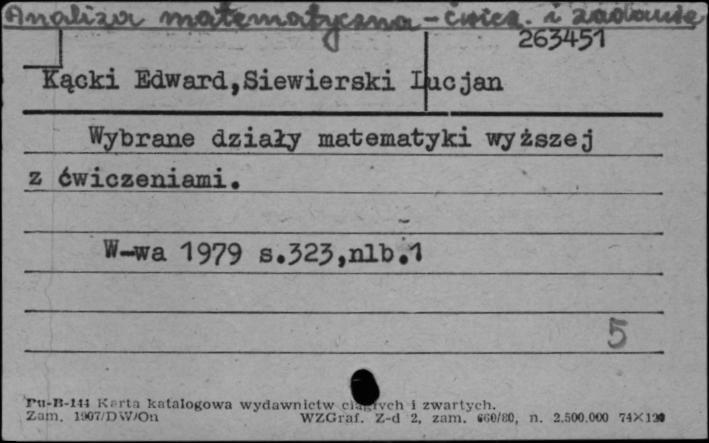 Analiza matematyczna - ćwicz. i zadania
263451
Kącki Edward,Siewierski Lucjan
Wybrane działy matematyki wyższej
z ćwiczeniami.
W-wa 1979 s.323,nlb.1
5
Pu-B-144 Karta katalogowa wydawnictw ciągłych i zwartych.
Zam. 1907/DW/On WZGraf. Z-d 2, zam. 660/80, n. 2.500.000 74×120